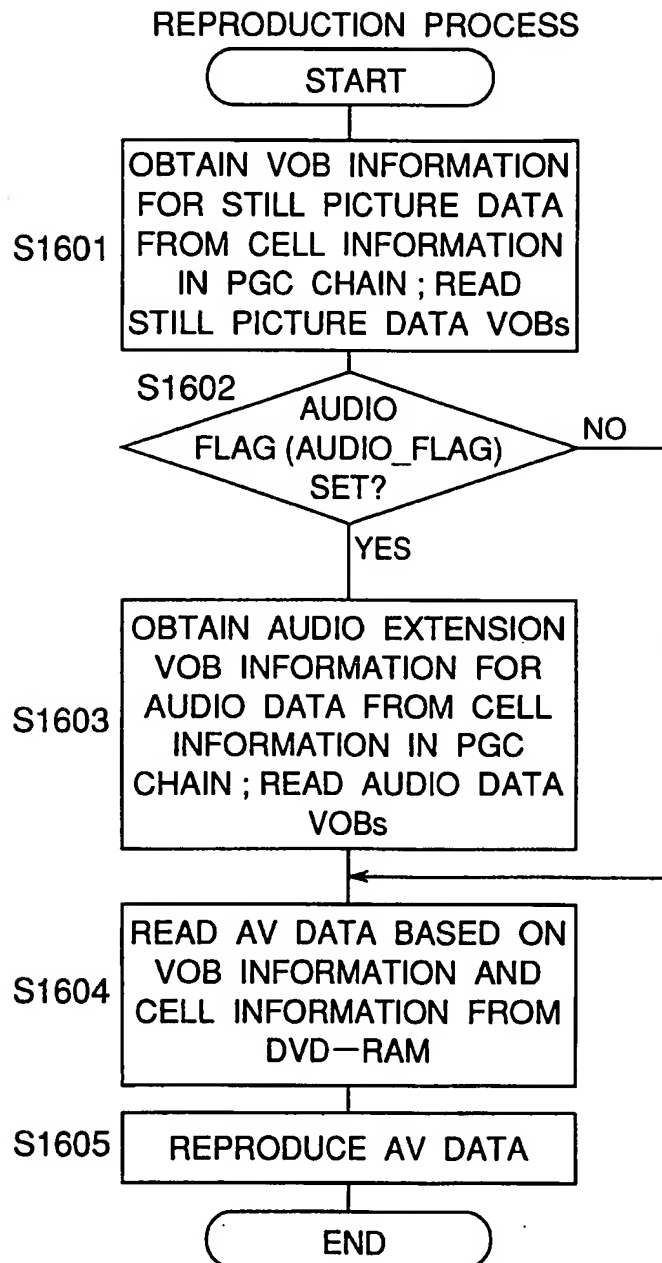 REPRODUCTION PROCESS
START
OBTAIN VOB INFORMATION
FOR STILL PICTURE DATA
FROM CELL INFORMATION
IN PGC CHAIN ; READ
STILL PICTURE DATA VOBs
S1601
S1602
AUDIO
FLAG (AUDIO_FLAG)
SET?
NO
YES
OBTAIN AUDIO EXTENSION
VOB INFORMATION FOR
AUDIO DATA FROM CELL
INFORMATION IN PGC
CHAIN ; READ AUDIO DATA
VOBs
S1603
READ AV DATA BASED ON
VOB INFORMATION AND
CELL INFORMATION FROM
DVD—RAM
S1604
S1605
REPRODUCE AV DATA
END